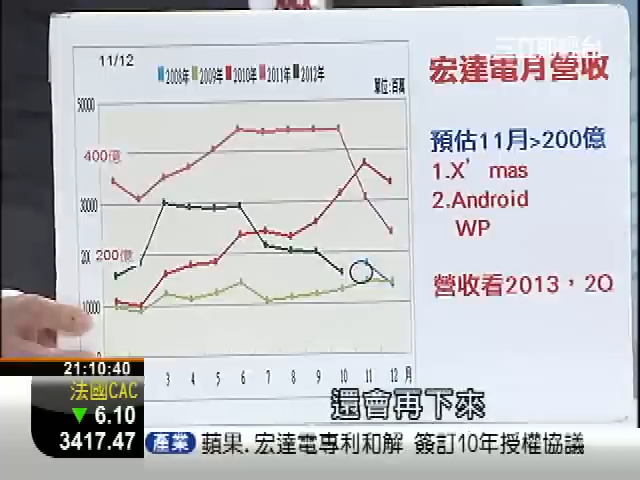 11/12
2008年 2009年 2010年 2011年 2012年
單位:百萬
50000
400億
30000
200億
10000
0
3 4 5 6 7 8 9 10 11 12 月
宏達電月營收
預估11月>200億
1.X' mas
2.Android
WP
營收看2013，2Q
還會再下來
21:10:40
法國CAC
▼ 6.10
3417.47
產業 蘋果.宏達電專利和解 簽訂10年授權協議